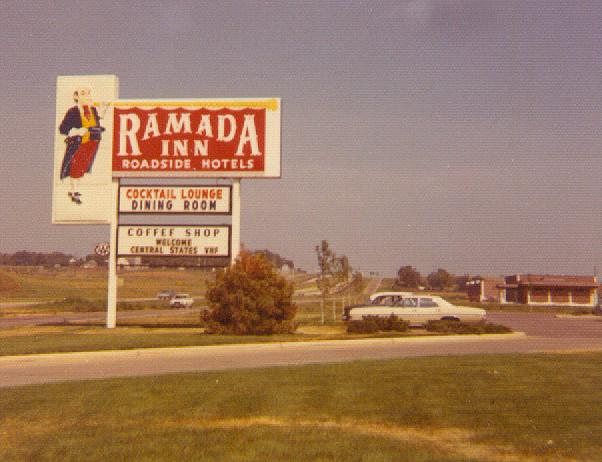 RAMADA
INN
ROADSIDE HOTELS
COCKTAIL LOUNGE
DINING ROOM
COFFEE SHOP
WELCOME
CENTRAL STATES VHF